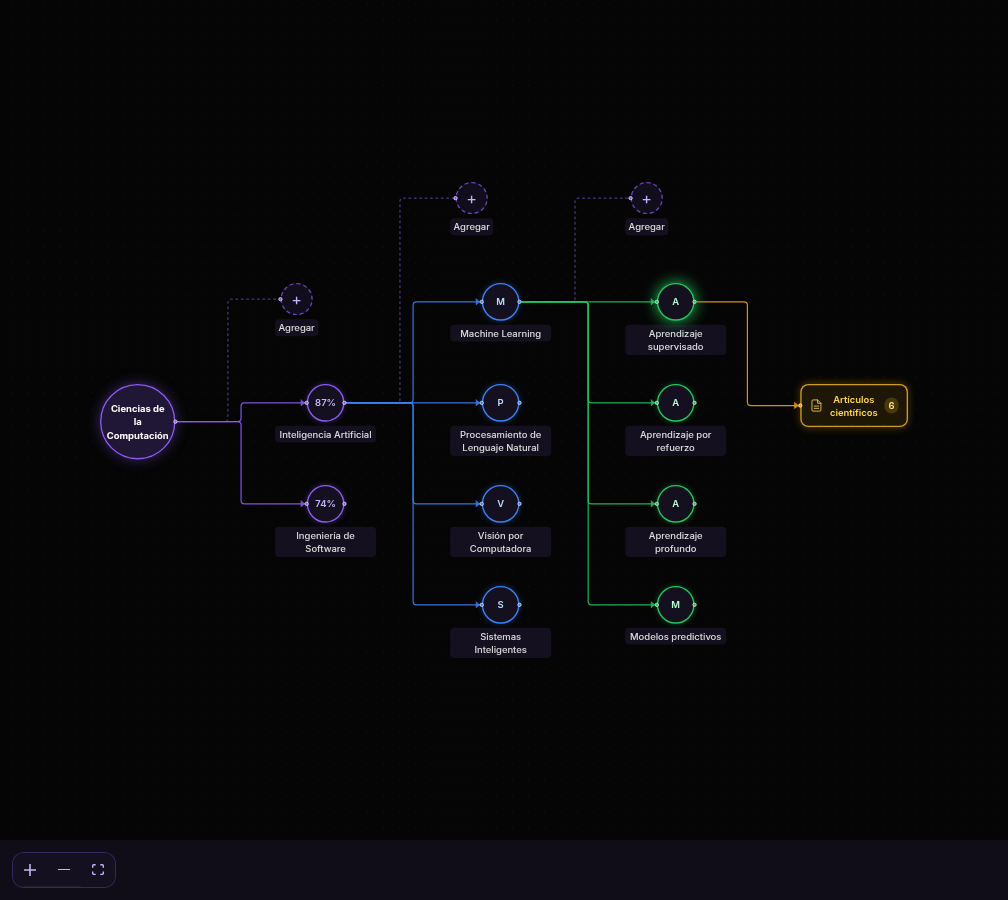 +
Agregar
+
Agregar
+
Agregar
Ciencias de
la
Computación
87%
Inteligencia Artificial
74%
Ingeniería de
Software
M
Machine Learning
P
Procesamiento de
Lenguaje Natural
V
Visión por
Computadora
S
Sistemas
Inteligentes
A
Aprendizaje
supervisado
A
Aprendizaje por
refuerzo
A
Aprendizaje
profundo
M
Modelos predictivos
Artículos
científicos
6